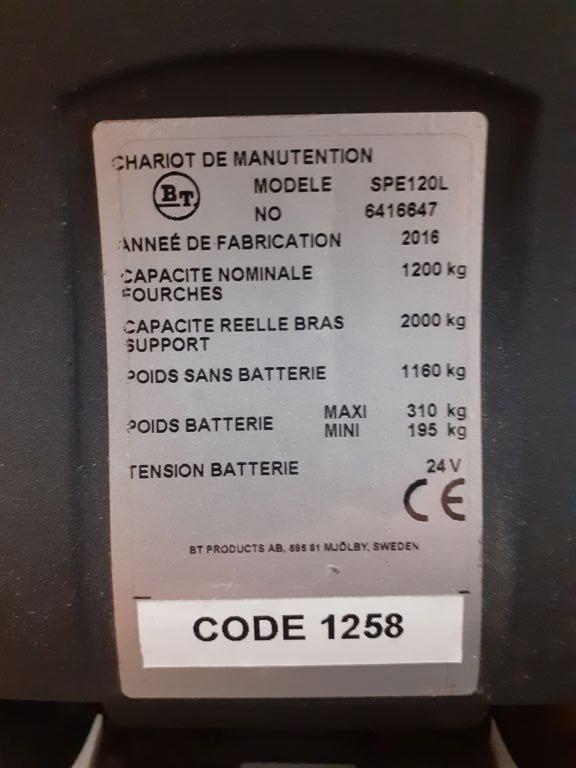 CHARIOT DE MANUTENTION
BT
MODELE SPE120L
NO 6416647
ANNEÉ DE FABRICATION 2016
CAPACITE NOMINALE 1200 kg
FOURCHES
CAPACITE REELLE BRAS 2000 kg
SUPPORT
POIDS SANS BATTERIE 1160 kg
POIDS BATTERIE MAXI 310 kg
MINI 195 kg
TENSION BATTERIE 24 V
CE
BT PRODUCTS AB, 595 81 MJÖLBY, SWEDEN
CODE 1258